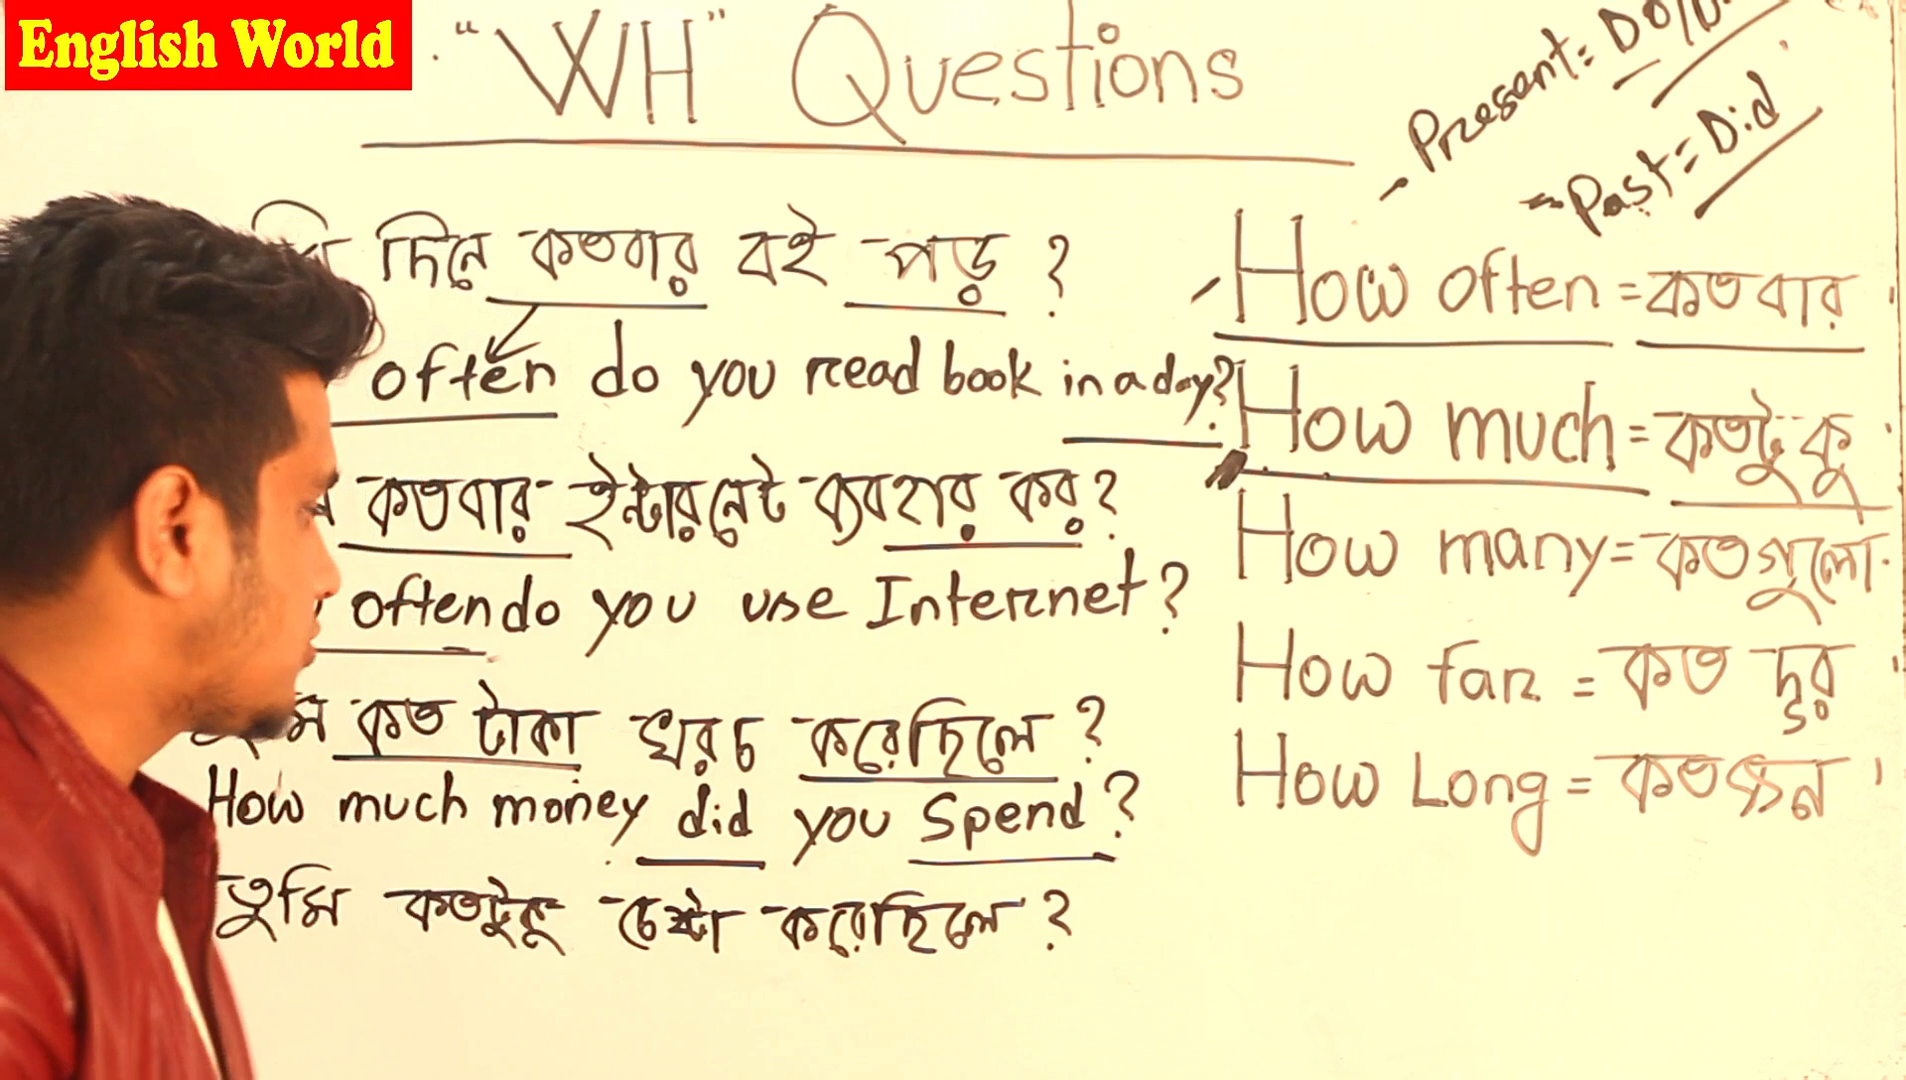 English World
"WH" Questions
Present = Do/D
Past = Did
দিনে কতবার বই পড় ?
often do you read book in a day?
কতবার ইন্টারনেট ব্যবহার কর ?
often do you use Internet ?
কত টাকা খরচ করেছিলে ?
How much money did you Spend ?
তুমি কতটুকু চেষ্টা করেছিলে ?
How often = কতবার
How much = কতটুকু
How many = কতগুলো
How far = কত দূর
How Long = কতক্ষন